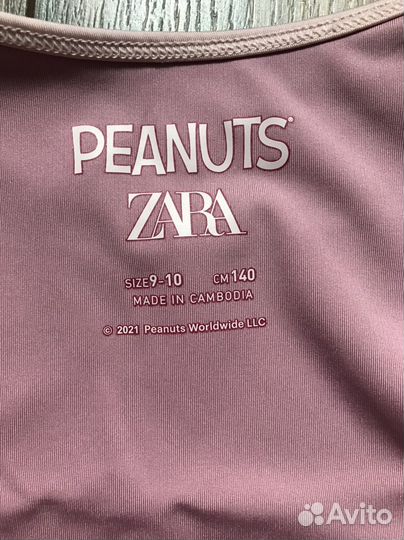 PEANUTS®
ZARA
SIZE 9-10 CM 140
MADE IN CAMBODIA
© 2021 Peanuts Worldwide LLC
Avito